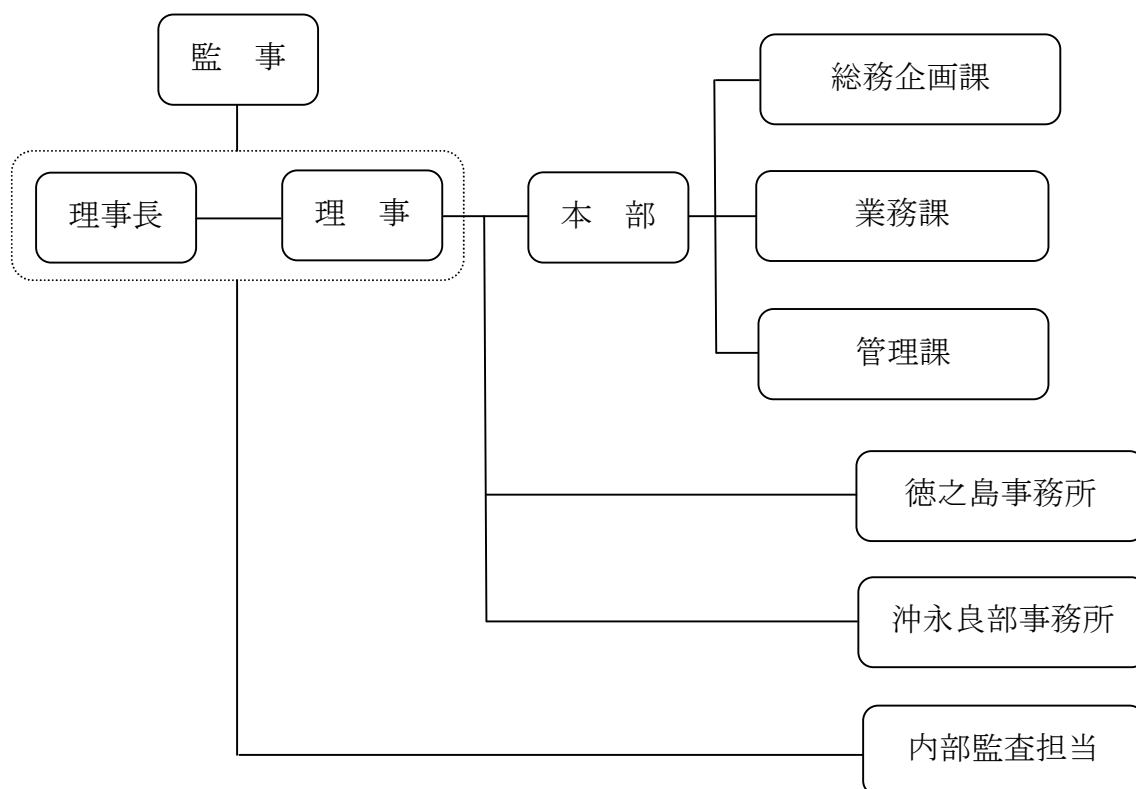 監　事
総務企画課
理事長
理　事
本　部
業務課
管理課
徳之島事務所
沖永良部事務所
内部監査担当